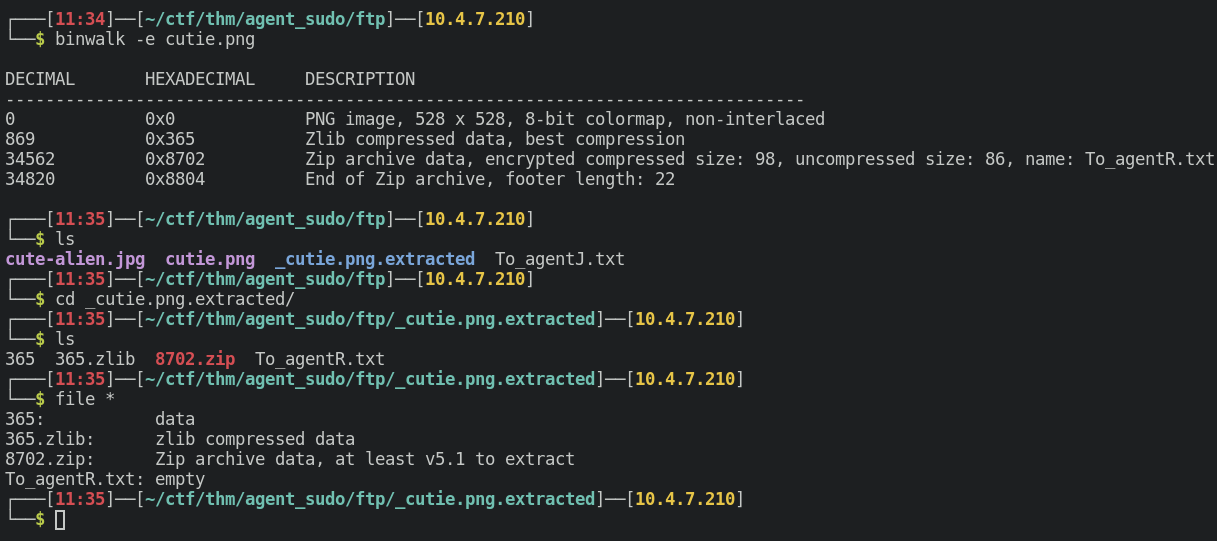 ┌───[11:34]──[~/ctf/thm/agent_sudo/ftp]──[10.4.7.210]
└──$ binwalk -e cutie.png
DECIMAL       HEXADECIMAL     DESCRIPTION
--------------------------------------------------------------------------------
0             0x0             PNG image, 528 x 528, 8-bit colormap, non-interlaced
869           0x365           Zlib compressed data, best compression
34562         0x8702          Zip archive data, encrypted compressed size: 98, uncompressed size: 86, name: To_agentR.txt
34820         0x8804          End of Zip archive, footer length: 22
┌───[11:35]──[~/ctf/thm/agent_sudo/ftp]──[10.4.7.210]
└──$ ls
cute-alien.jpg  cutie.png  _cutie.png.extracted  To_agentJ.txt
┌───[11:35]──[~/ctf/thm/agent_sudo/ftp]──[10.4.7.210]
└──$ cd _cutie.png.extracted/
┌───[11:35]──[~/ctf/thm/agent_sudo/ftp/_cutie.png.extracted]──[10.4.7.210]
└──$ ls
365  365.zlib  8702.zip  To_agentR.txt
┌───[11:35]──[~/ctf/thm/agent_sudo/ftp/_cutie.png.extracted]──[10.4.7.210]
└──$ file *
365:           data
365.zlib:      zlib compressed data
8702.zip:      Zip archive data, at least v5.1 to extract
To_agentR.txt: empty
┌───[11:35]──[~/ctf/thm/agent_sudo/ftp/_cutie.png.extracted]──[10.4.7.210]
└──$